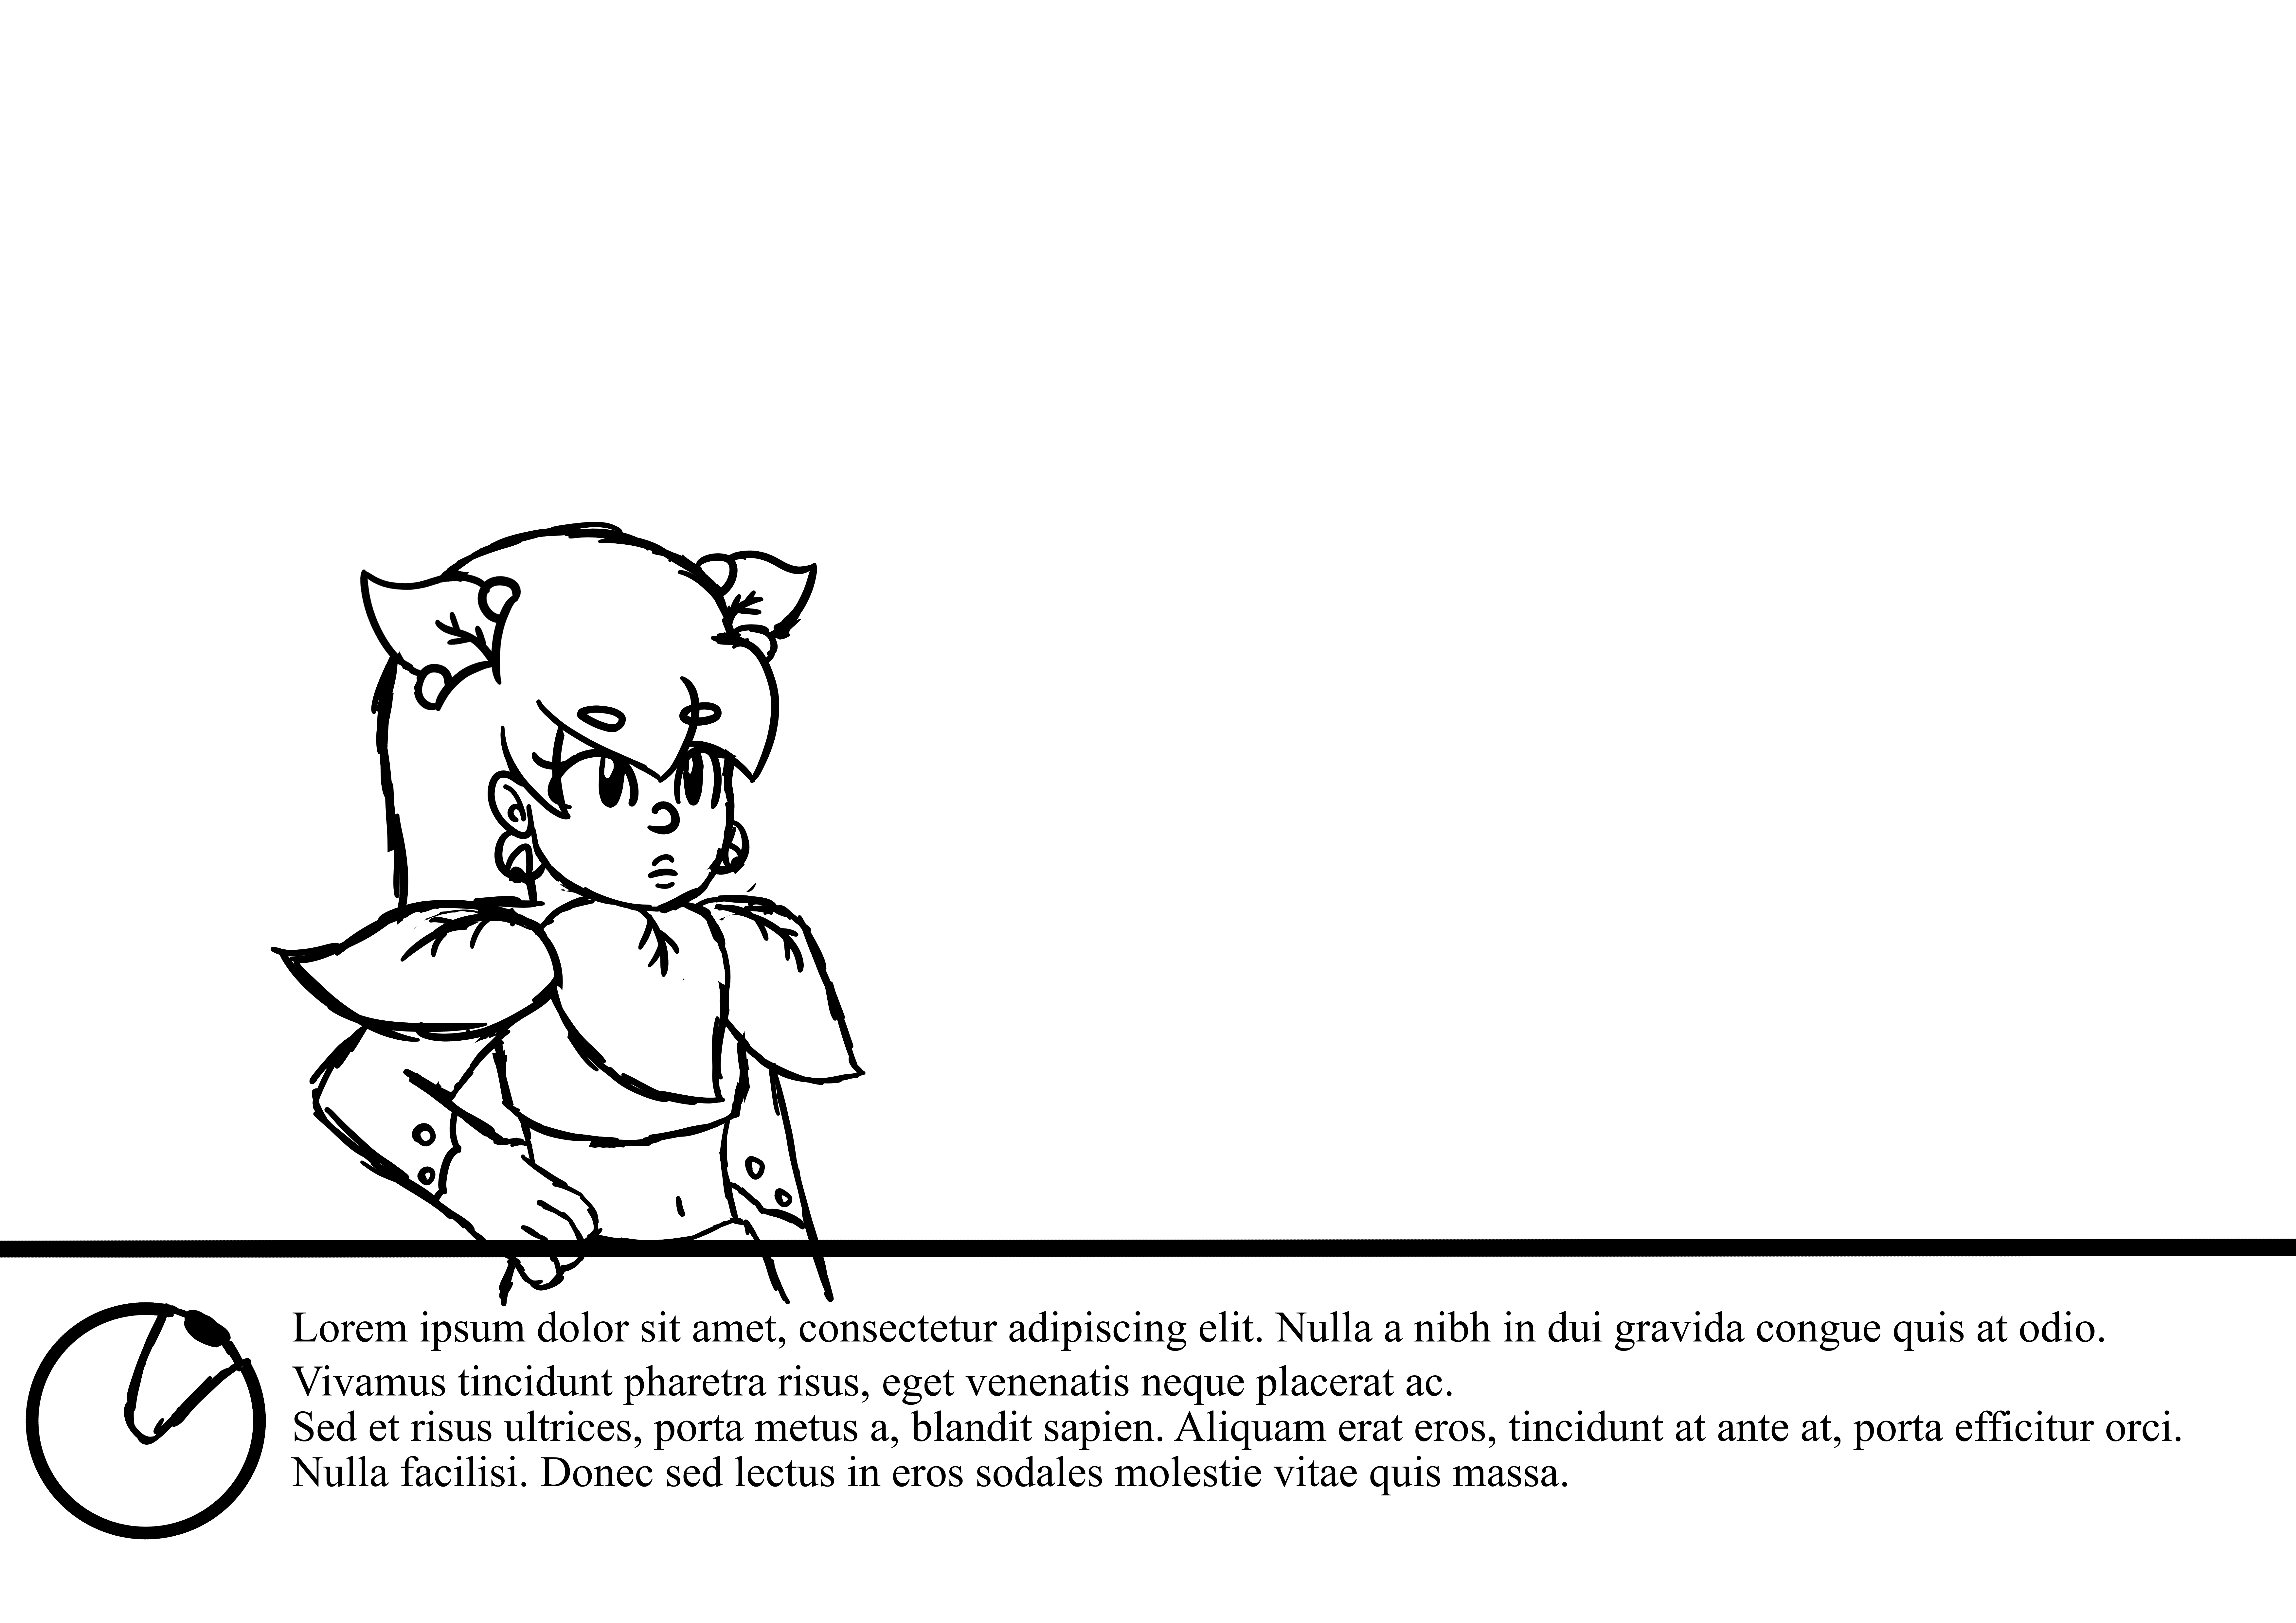 Lorem ipsum dolor sit amet, consectetur adipiscing elit. Nulla a nibh in dui gravida congue quis at odio.
Vivamus tincidunt pharetra risus, eget venenatis neque placerat ac.
Sed et risus ultrices, porta metus a, blandit sapien. Aliquam erat eros, tincidunt at ante at, porta efficitur orci.
Nulla facilisi. Donec sed lectus in eros sodales molestie vitae quis massa.